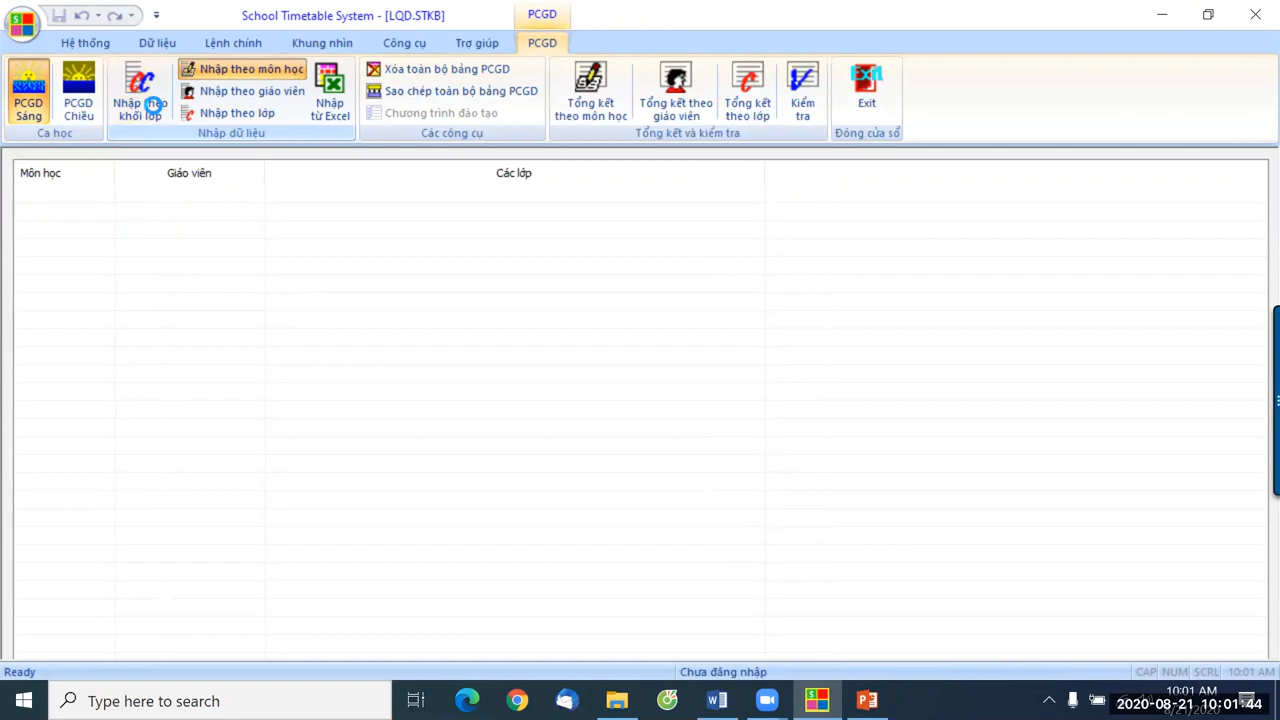 School Timetable System - [LQD.STKB]
PCGD
Hệ thống
Dữ liệu
Lệnh chính
Khung nhìn
Công cụ
Trợ giúp
PCGD
PCGD
Sáng
PCGD
Chiều
Ca học
Nhập theo
khối lớp
Nhập theo môn học
Nhập theo giáo viên
Nhập theo lớp
Nhập
từ Excel
Nhập dữ liệu
Xóa toàn bộ bảng PCGD
Sao chép toàn bộ bảng PCGD
Chương trình đào tạo
Các công cụ
Tổng kết
theo môn học
Tổng kết theo
giáo viên
Tổng kết
theo lớp
Kiểm
tra
Tổng kết và kiểm tra
Exit
Đóng cửa sổ
Môn học
Giáo viên
Các lớp
Ready
Chưa đăng nhập
CAP
NUM
SCRL
10:01 AM
Type here to search
10:01 AM
8/21/2020
2020-08-21 10:01:44